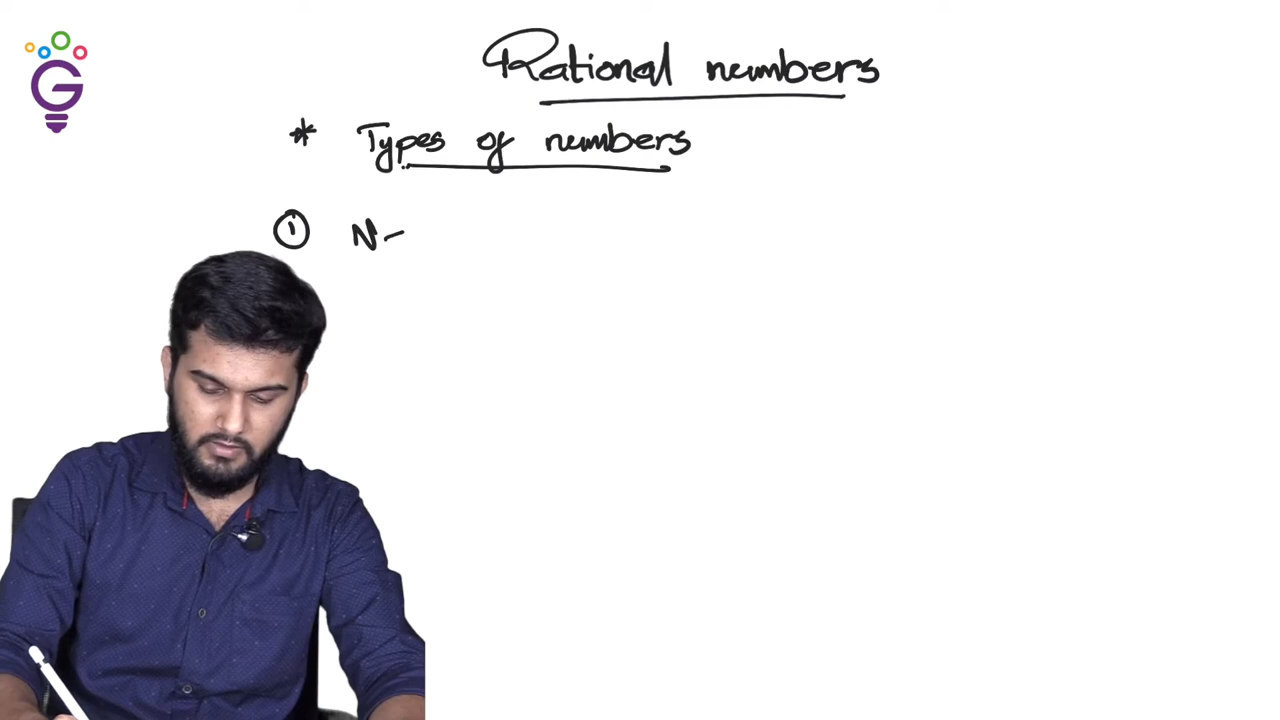 Rational numbers
* Types of numbers
① N-